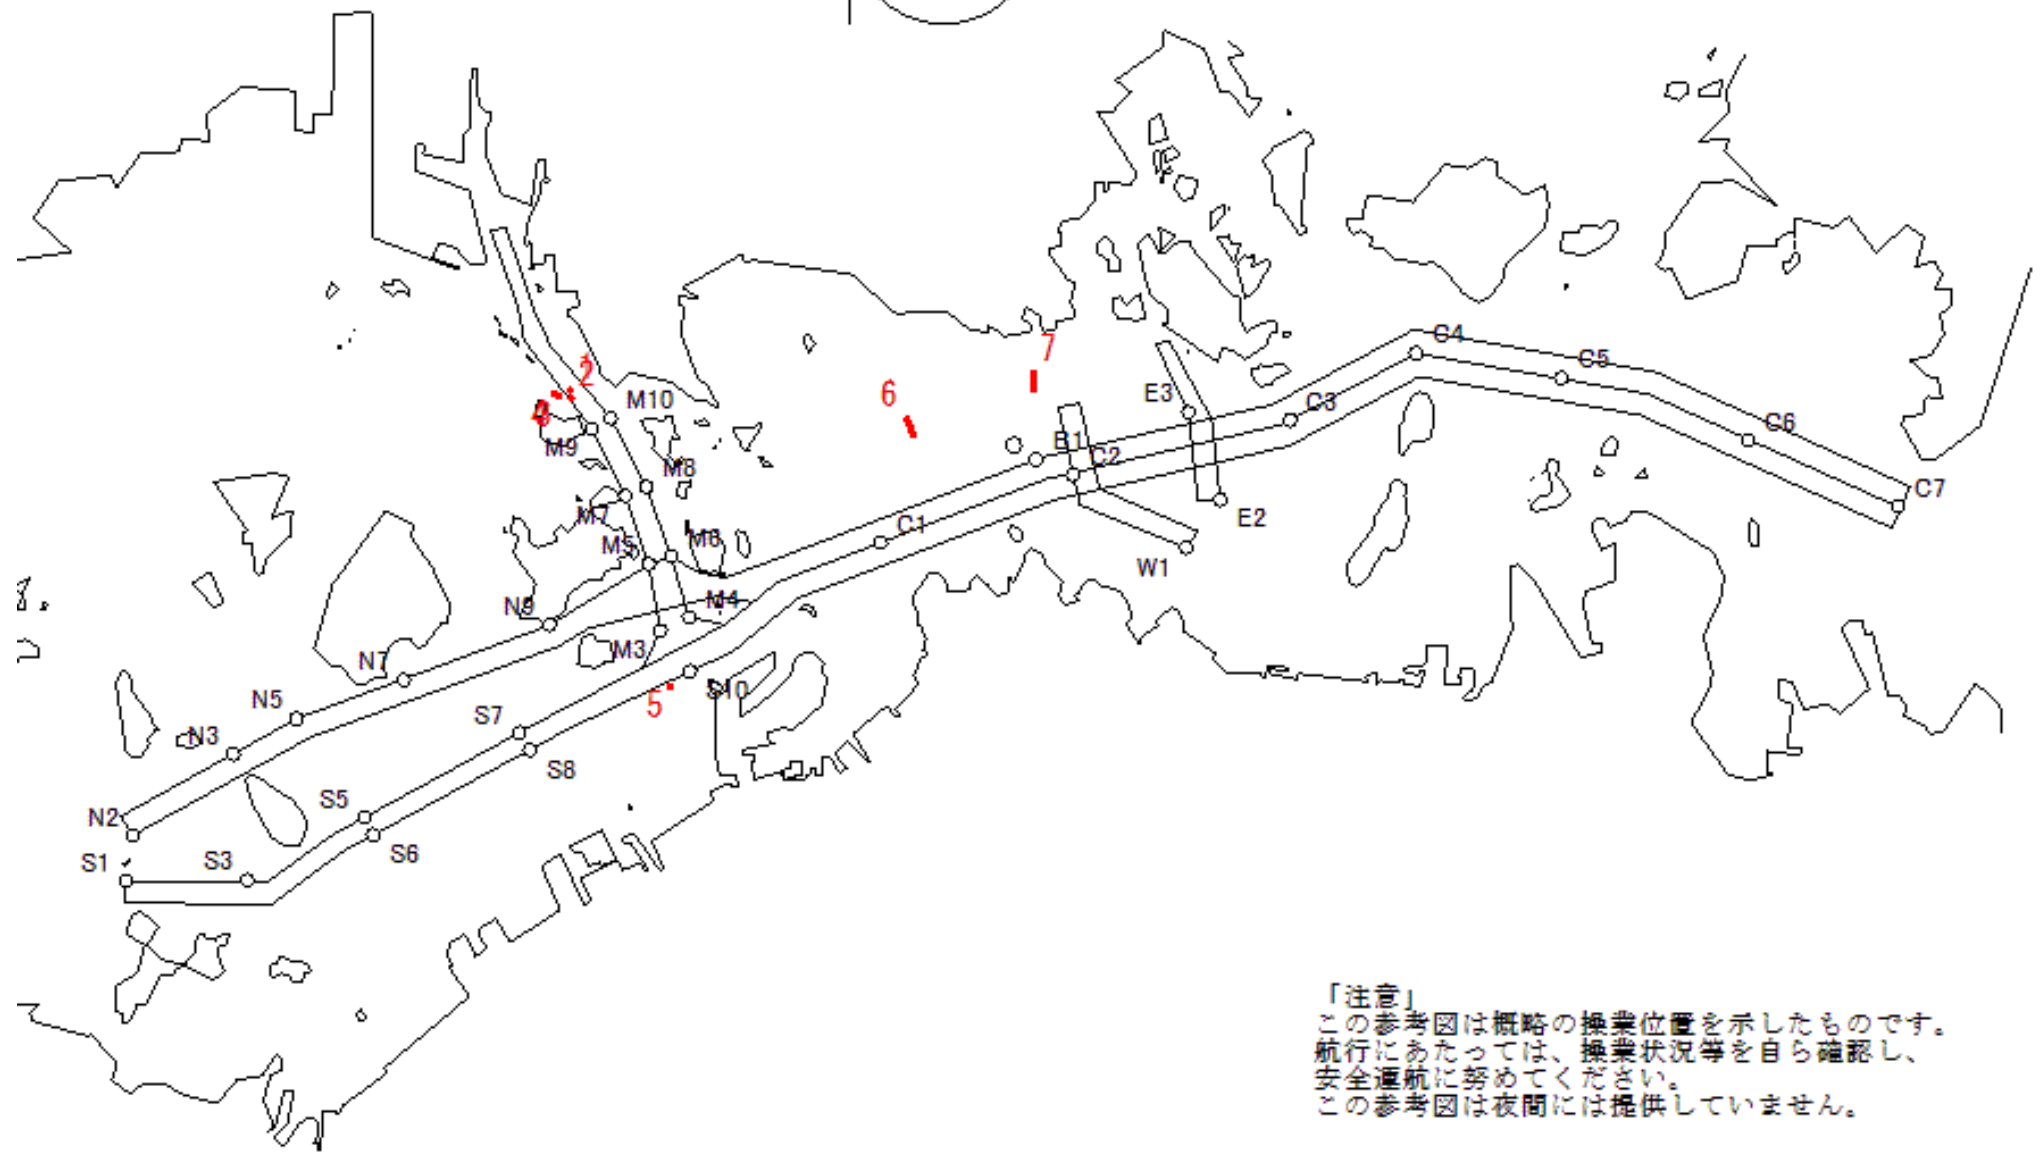 7
C4
C5
2
6
E3
M10
C3
C6
M9
B1
C2
M8
C7
M7
E2
C1
M5
M6
W1
N9
M4
M3
N7
S10
5
N5
S7
N3
S8
S5
N2
S6
S1
S3
「注意」
この参考図は概略の操業位置を示したものです。
航行にあたっては、操業状況等を自ら確認し、
安全運航に努めてください。
この参考図は夜間には提供していません。